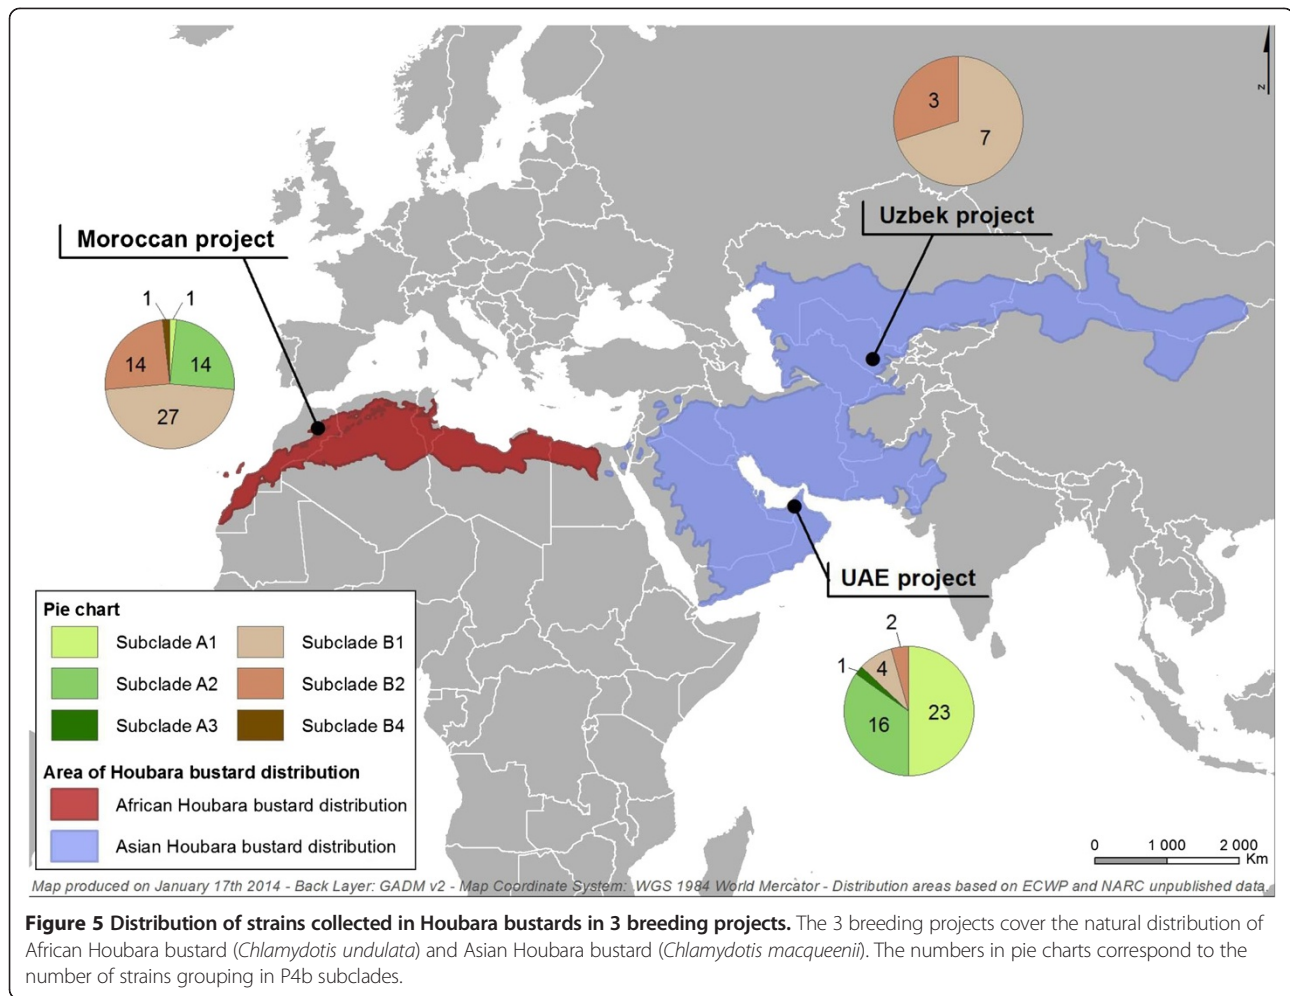 z
3
7
Uzbek project
Moroccan project
1
1
14
14
27
UAE project
2
1
4
16
23
Pie chart
Subclade A1
Subclade B1
Subclade A2
Subclade B2
Subclade A3
Subclade B4
Area of Houbara bustard distribution
African Houbara bustard distribution
Asian Houbara bustard distribution
0 1 000 2 000
Km
Map produced on January 17th 2014 - Back Layer: GADM v2 - Map Coordinate System: WGS 1984 World Mercator - Distribution areas based on ECWP and NARC unpublished data.
Figure 5 Distribution of strains collected in Houbara bustards in 3 breeding projects. The 3 breeding projects cover the natural distribution of
African Houbara bustard (Chlamydotis undulata) and Asian Houbara bustard (Chlamydotis macqueenii). The numbers in pie charts correspond to the
number of strains grouping in P4b subclades.